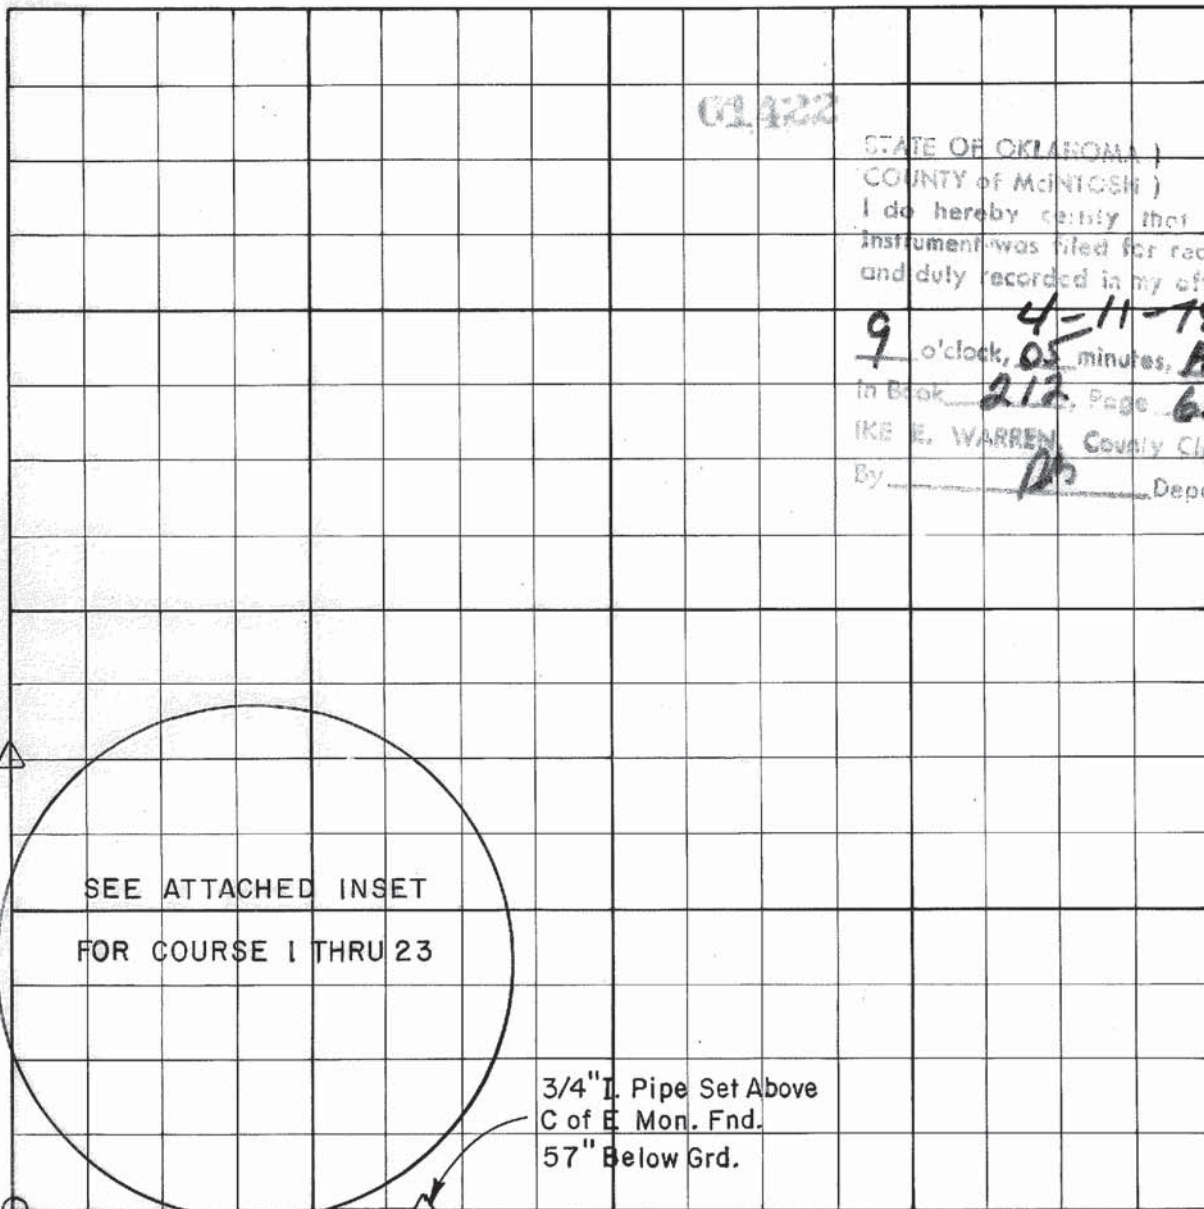 61422
STATE OF OKLAHOMA )
COUNTY of McINTOSH )
I do hereby certify that
Instrument was filed for
and duly recorded in my
4-11-
9 o'clock, 05 minutes,
In Book 212, Page
IKE E. WARREN, County
By
SEE ATTACHED INSET
FOR COURSE 1 THRU 23
3/4" I. Pipe Set Above
C of E Mon. Fnd.
57" Below Grd.